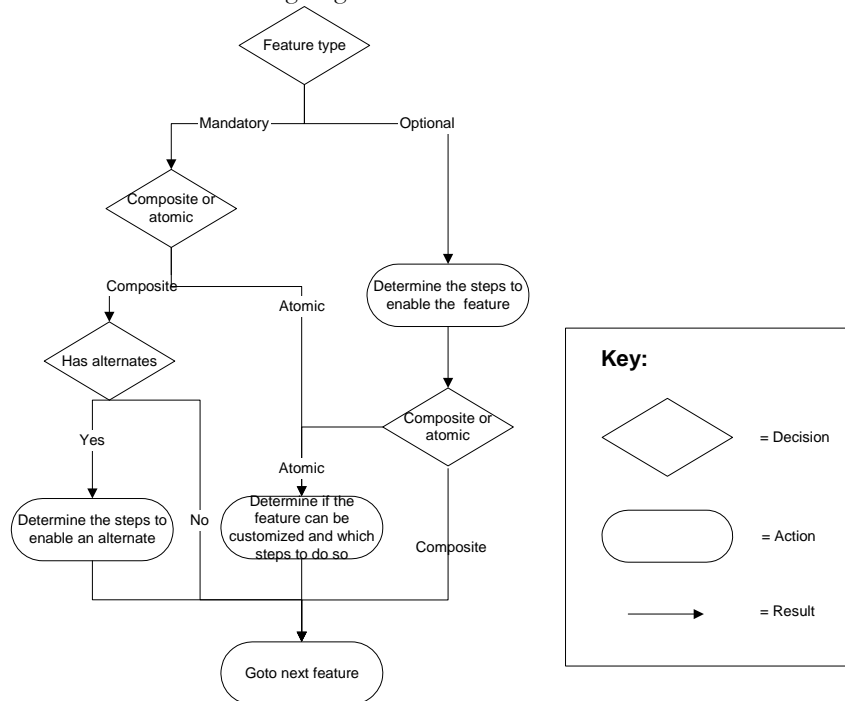 Feature type
Mandatory
Optional
Composite or
atomic
Determine the steps to
enable the feature
Composite
Atomic
Has alternates
Composite or
atomic
Yes
Atomic
Determine the steps to
enable an alternate
No
Determine if the
feature can be
customized and which
steps to do so
Composite
Goto next feature
Key:
= Decision
= Action
= Result